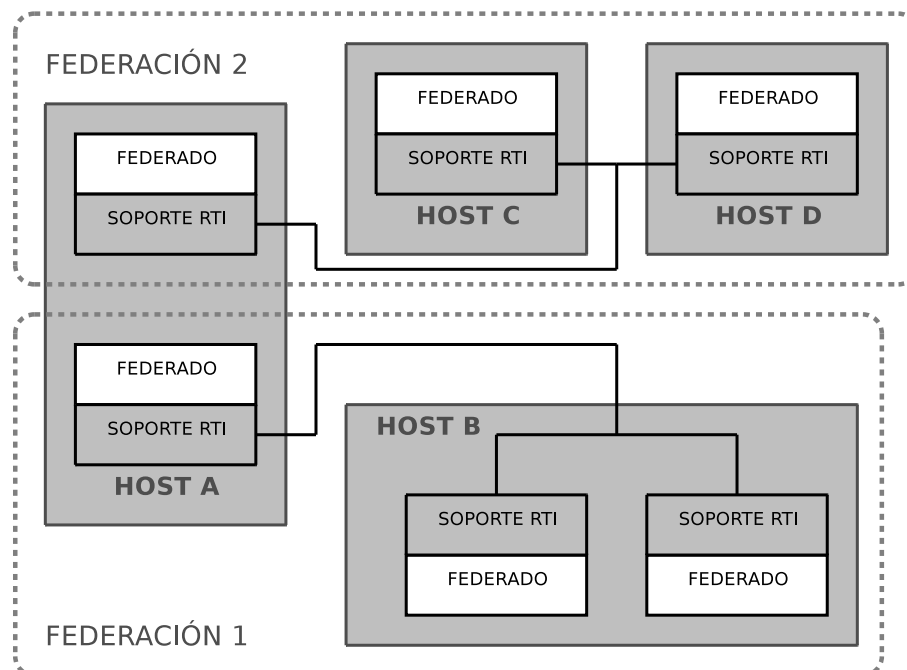 FEDERACIÓN 2
FEDERADO
SOPORTE RTI
FEDERADO
SOPORTE RTI
HOST C
FEDERADO
SOPORTE RTI
HOST D
FEDERADO
SOPORTE RTI
HOST A
HOST B
SOPORTE RTI
FEDERADO
SOPORTE RTI
FEDERADO
FEDERACIÓN 1